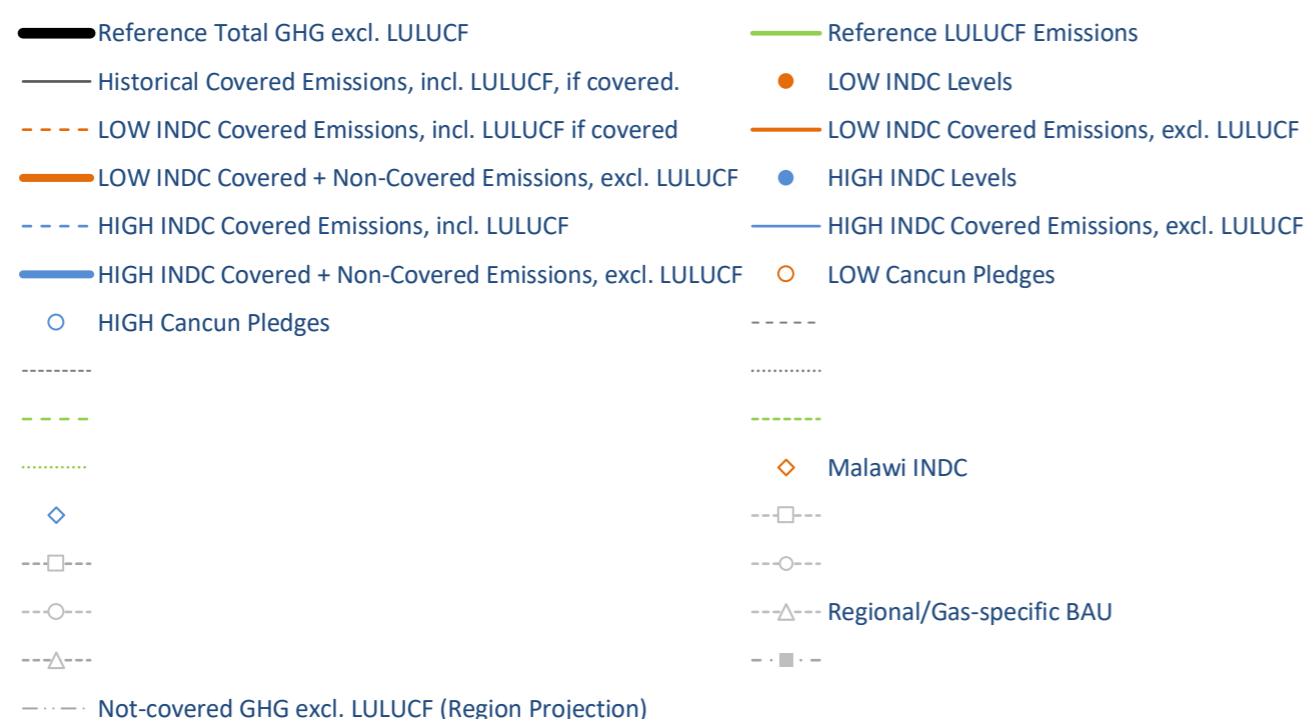 Reference Total GHG excl. LULUCF
Reference LULUCF Emissions
Historical Covered Emissions, incl. LULUCF, if covered.
LOW INDC Levels
LOW INDC Covered Emissions, incl. LULUCF if covered
LOW INDC Covered Emissions, excl. LULUCF
LOW INDC Covered + Non-Covered Emissions, excl. LULUCF
HIGH INDC Levels
HIGH INDC Covered Emissions, incl. LULUCF
HIGH INDC Covered Emissions, excl. LULUCF
HIGH INDC Covered + Non-Covered Emissions, excl. LULUCF
LOW Cancun Pledges
HIGH Cancun Pledges
Malawi INDC
Regional/Gas-specific BAU
Not-covered GHG excl. LULUCF (Region Projection)